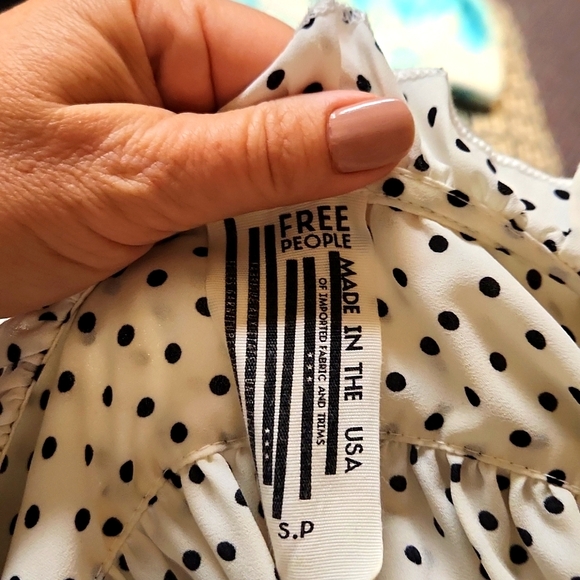 FREE
PEOPLE
MADE IN THE USA
OF IMPORTED FABRIC AND TRIMS
S.P